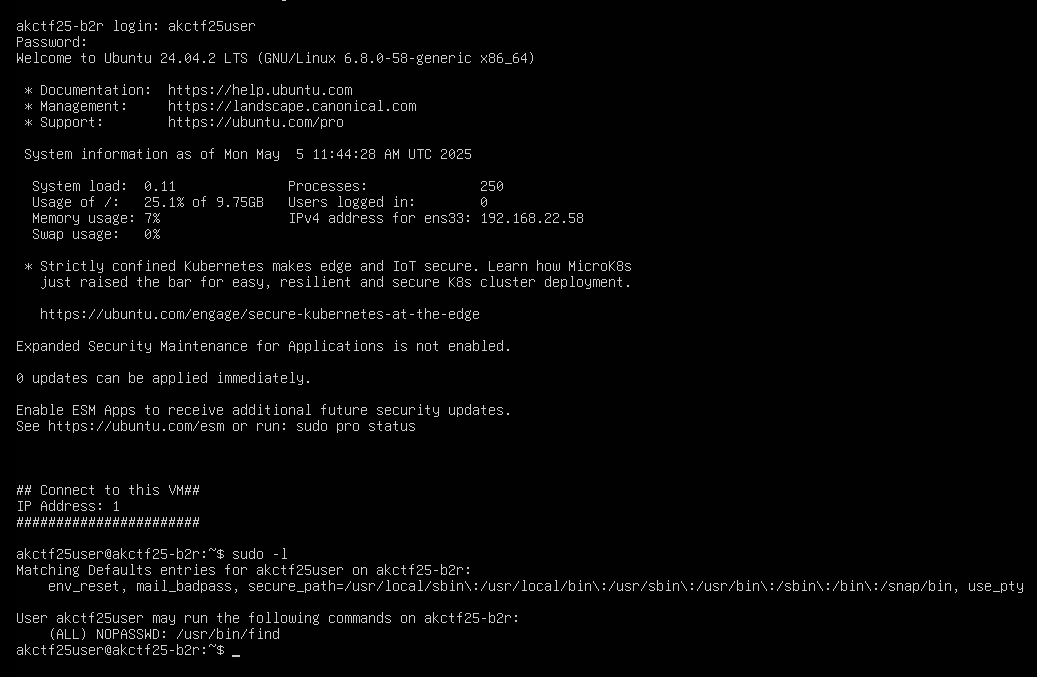 akctf25-b2r login: akctf25user
Password:
Welcome to Ubuntu 24.04.2 LTS (GNU/Linux 6.8.0-58-generic x86_64)
* Documentation:  https://help.ubuntu.com
* Management:     https://landscape.canonical.com
* Support:        https://ubuntu.com/pro
System information as of Mon May  5 11:44:28 AM UTC 2025
System load:  0.11              Processes:              250
Usage of /:   25.1% of 9.75GB   Users logged in:        0
Memory usage: 7%                IPv4 address for ens33: 192.168.22.58
Swap usage:   0%
* Strictly confined Kubernetes makes edge and IoT secure. Learn how MicroK8s
just raised the bar for easy, resilient and secure K8s cluster deployment.
https://ubuntu.com/engage/secure-kubernetes-at-the-edge
Expanded Security Maintenance for Applications is not enabled.
0 updates can be applied immediately.
Enable ESM Apps to receive additional future security updates.
See https://ubuntu.com/esm or run: sudo pro status
## Connect to this VM##
IP Address: 1
#######################
akctf25user@akctf25-b2r:~$ sudo -l
Matching Defaults entries for akctf25user on akctf25-b2r:
env_reset, mail_badpass, secure_path=/usr/local/sbin\:/usr/local/bin\:/usr/sbin\:/usr/bin\:/sbin\:/bin\:/snap/bin, use_pty
User akctf25user may run the following commands on akctf25-b2r:
(ALL) NOPASSWD: /usr/bin/find
akctf25user@akctf25-b2r:~$ _